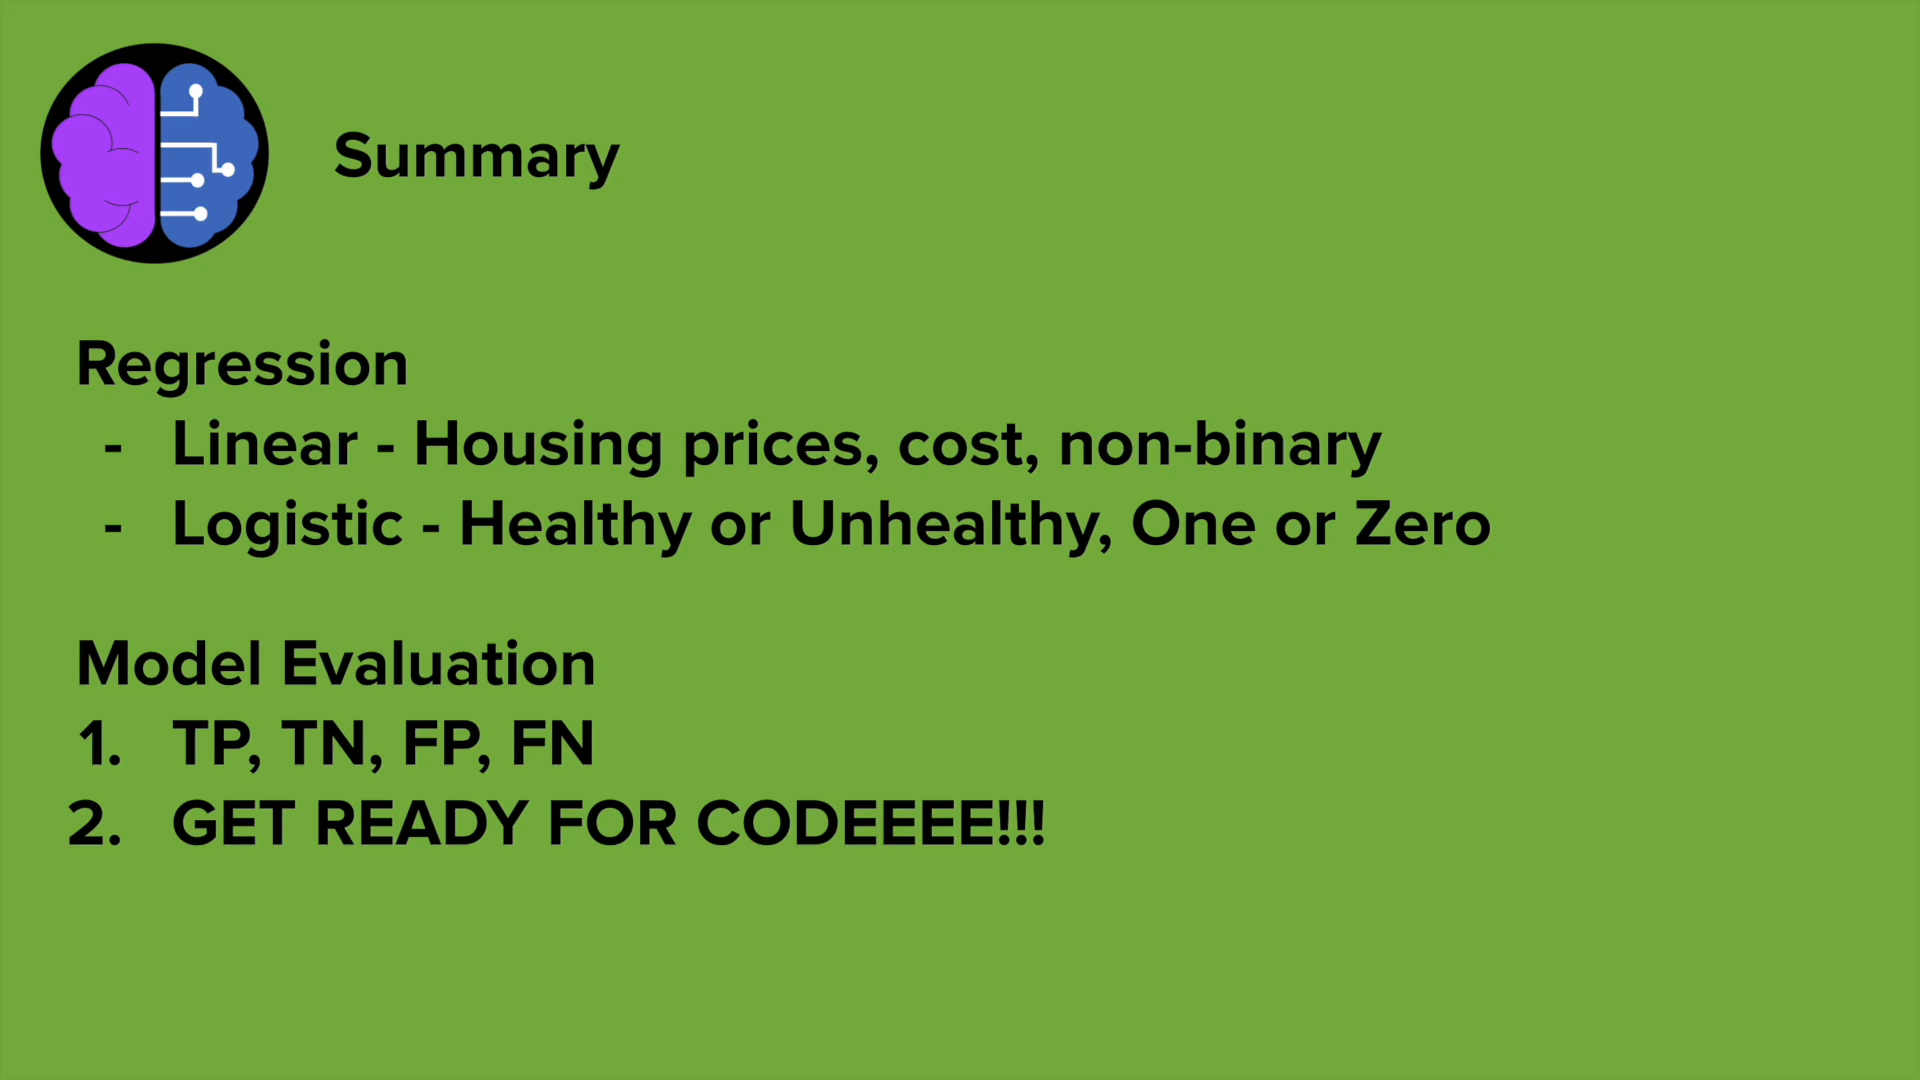 Summary
Regression
- Linear - Housing prices, cost, non-binary
- Logistic - Healthy or Unhealthy, One or Zero
Model Evaluation
1. TP, TN, FP, FN
2. GET READY FOR CODEEEE!!!